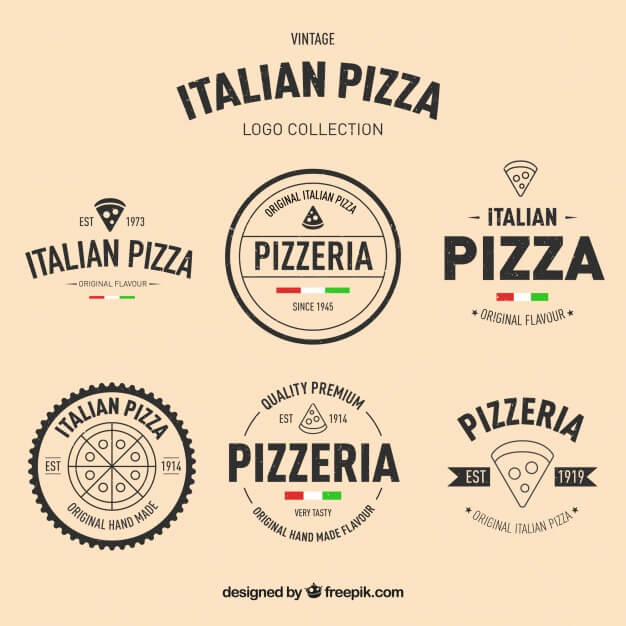 VINTAGE
ITALIAN PIZZA
LOGO COLLECTION
EST 1973
ITALIAN PIZZA
ORIGINAL FLAVOUR
ORIGINAL ITALIAN PIZZA
PIZZERIA
SINCE 1945
iTALIAN
PIZZA
ORIGINAL FLAVOUR
ITALIAN PIZZA
EST 1914
ORIGINAL HAND MADE
QUALITY PREMIUM
EST 1914
PIZZERIA
VERY TASTY
ORIGINAL HAND MADE FLAVOUR
PIZZERIA
EST 1919
ORIGINAL ITALIAN PIZZA
designed by freepik.com